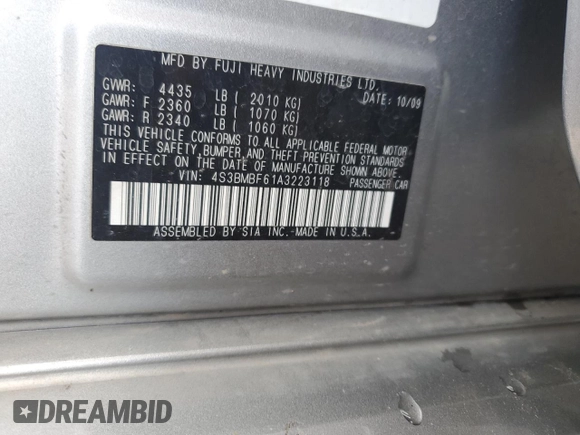 MFD BY FUJI HEAVY INDUSTRIES LTD.
GVWR: 4435 LB ( 2010 KG) DATE: 10/09
GAWR: F 2360 LB ( 1070 KG)
GAWR: R 2340 LB ( 1060 KG)
THIS VEHICLE CONFORMS TO ALL APPLICABLE FEDERAL MOTOR
VEHICLE SAFETY, BUMPER, AND THEFT PREVENTION STANDARDS
IN EFFECT ON THE DATE OF MANUFACTURE SHOWN ABOVE.
VIN: 4S3BMBF61A3223118 PASSENGER CAR
ASSEMBLED BY SIA INC.-MADE IN U.S.A.
DREAMBID